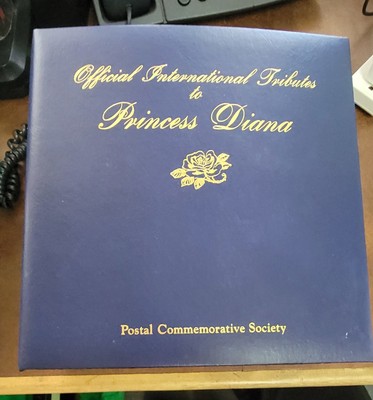 Official International Tributes
to
Princess Diana
Postal Commemorative Society